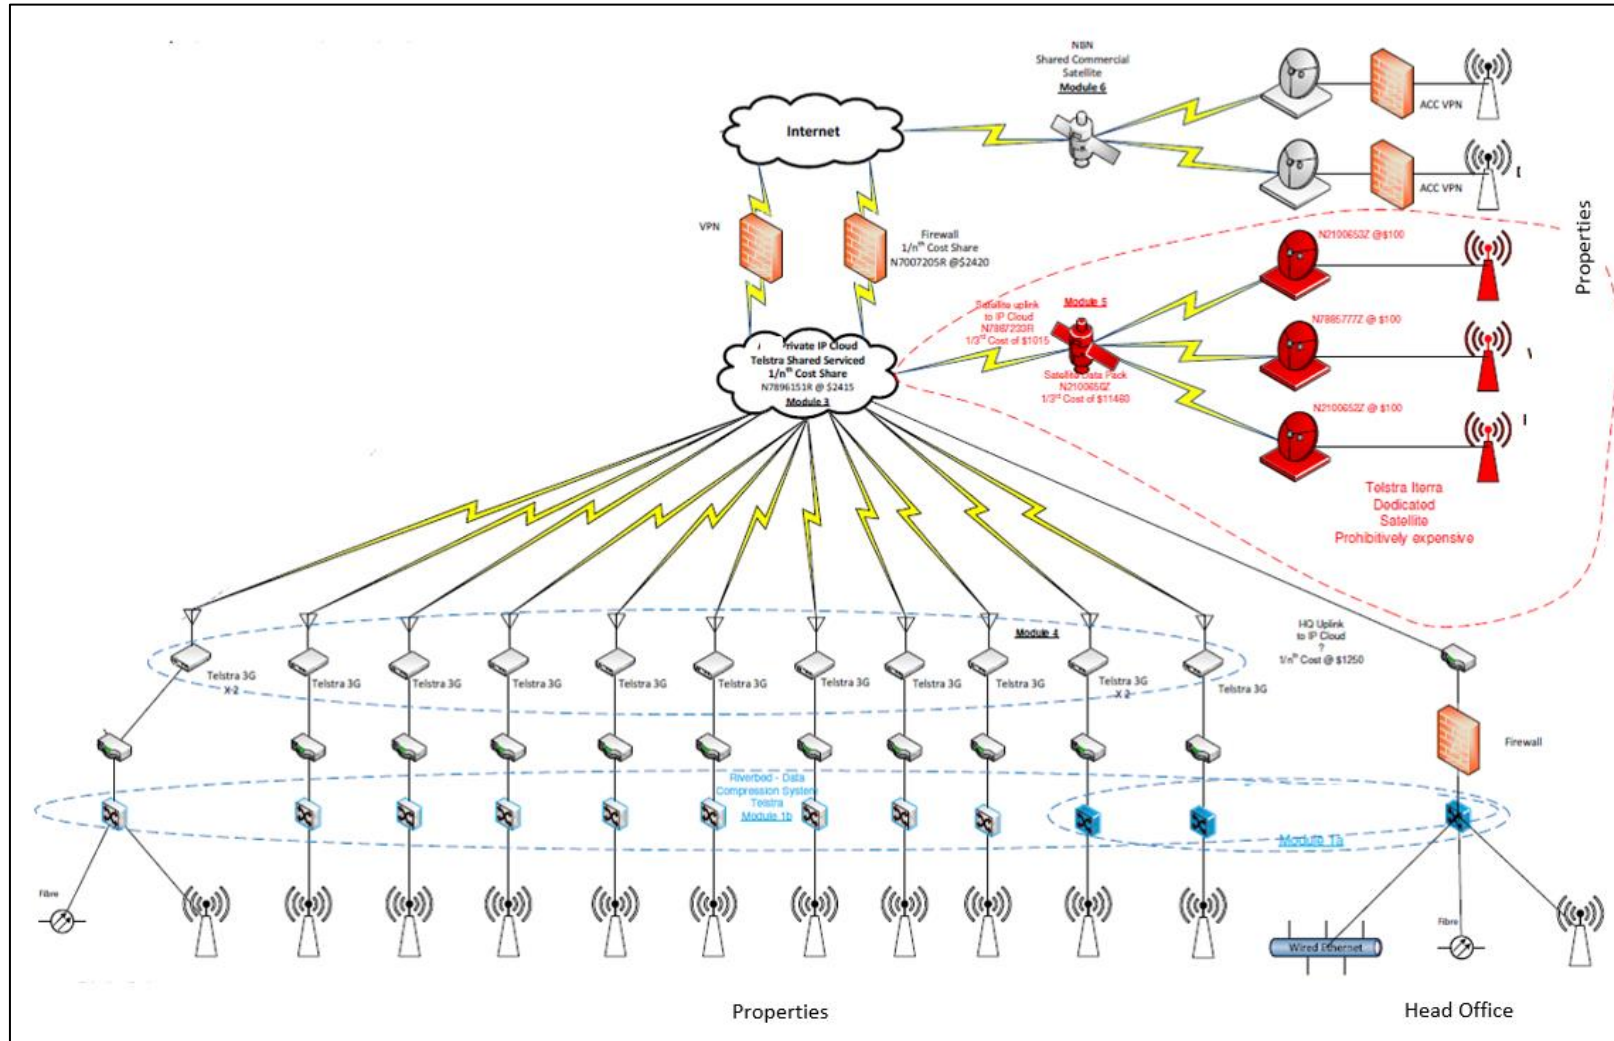 NBN
Shared Commercial
Satellite
Module 6
ACC VPN
Internet
ACC VPN
VPN
Firewall
1/nth Cost Share
N7007205R @$2420
Properties
N2100653Z @$100
Module 5
Satellite uplink
to IP Cloud
N7867233R
1/3rd Cost of $1015
N7885777Z @ $100
Private IP Cloud
Telstra Shared Serviced
1/nth Cost Share
N7896151R @ $2415
Module 3
Satellite Data Pack
N2100650Z
1/3rd Cost of $11460
N2100652Z @ $100
Telstra Iterra
Dedicated
Satellite
Prohibitively expensive
Module 4
HQ Uplink
to IP Cloud
?
1/nth Cost @ $1250
Telstra 3G
X 2
Telstra 3G
Telstra 3G
Telstra 3G
Telstra 3G
Telstra 3G
Telstra 3G
Telstra 3G
Telstra 3G
Telstra 3G
X 2
Telstra 3G
Firewall
Riverbed - Data
Compression System
Telstra
Module 1b
Module 1a
Fibre
Wired Ethernet
Fibre
Properties
Head Office